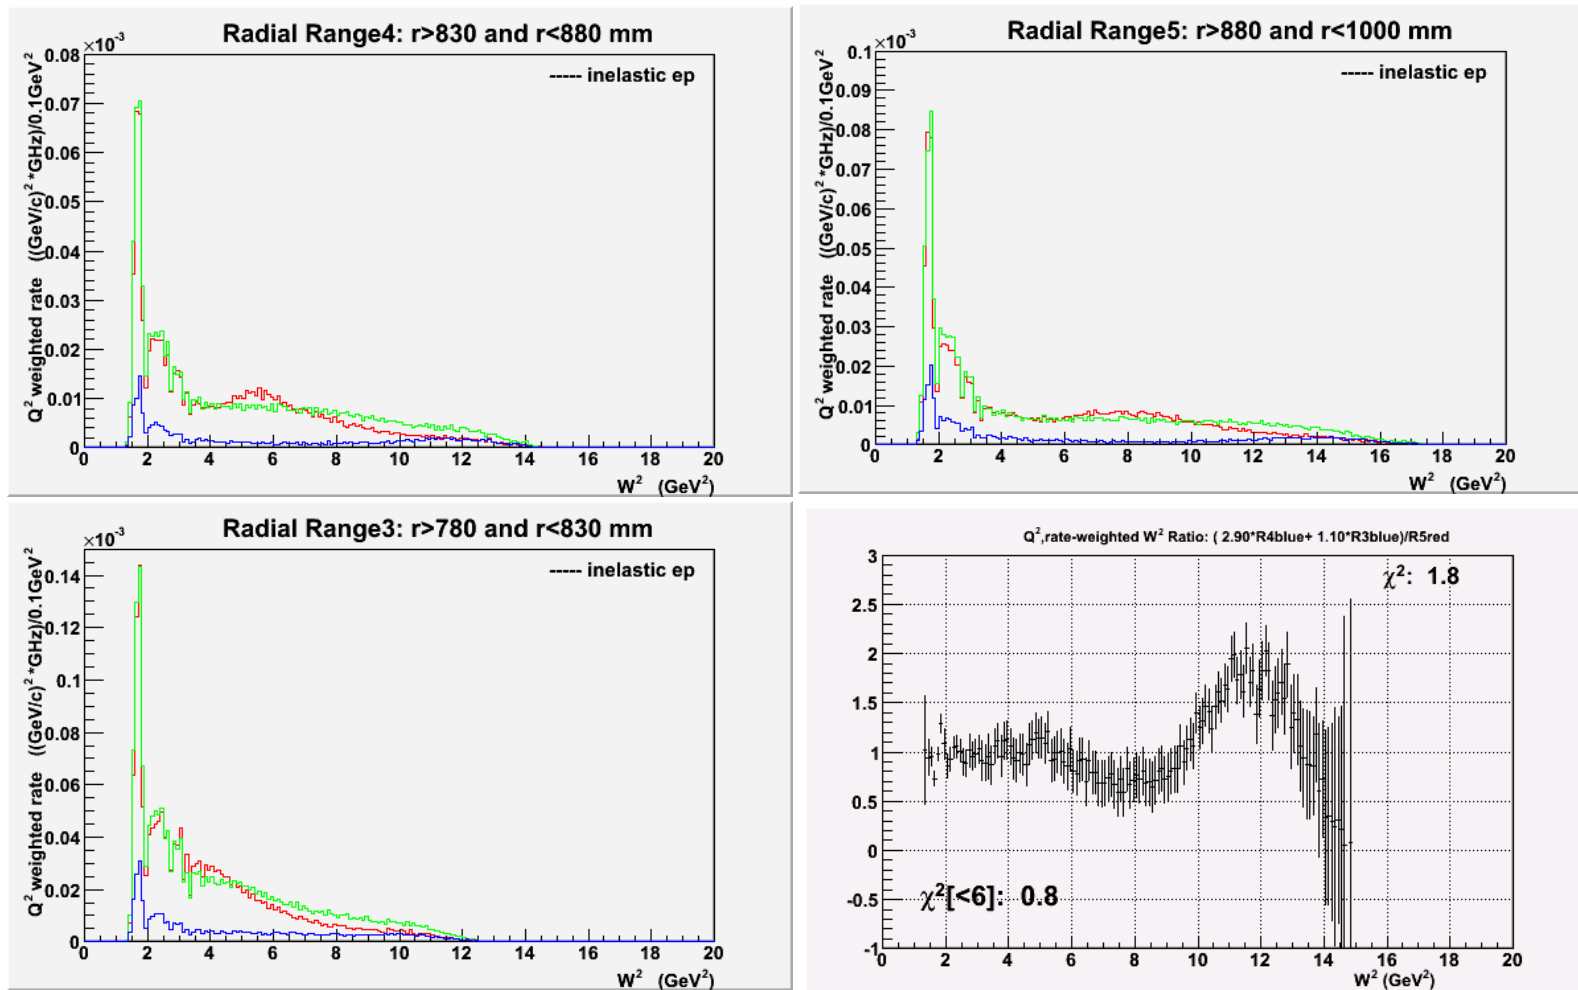 Radial Range4: r>830 and r<880 mm
×10⁻³
0.08
0.07
0.06
0.05
0.04
0.03
0.02
0.01
0
Q² weighted rate ((GeV/c)² *GHz)/0.1GeV²
----- inelastic ep
0 2 4 6 8 10 12 14 16 18 20
W² (GeV²)
Radial Range5: r>880 and r<1000 mm
×10⁻³
0.1
0.09
0.08
0.07
0.06
0.05
0.04
0.03
0.02
0.01
0
Q² weighted rate ((GeV/c)² *GHz)/0.1GeV²
----- inelastic ep
0 2 4 6 8 10 12 14 16 18 20
W² (GeV²)
Radial Range3: r>780 and r<830 mm
×10⁻³
0.14
0.12
0.1
0.08
0.06
0.04
0.02
0
Q² weighted rate ((GeV/c)² *GHz)/0.1GeV²
----- inelastic ep
0 2 4 6 8 10 12 14 16 18 20
W² (GeV²)
Q²,rate-weighted W² Ratio: ( 2.90*R4blue+ 1.10*R3blue)/R5red
3
2.5
2
1.5
1
0.5
0
-0.5
-1
χ²: 1.8
χ²[<6]: 0.8
0 2 4 6 8 10 12 14 16 18 20
W² (GeV²)